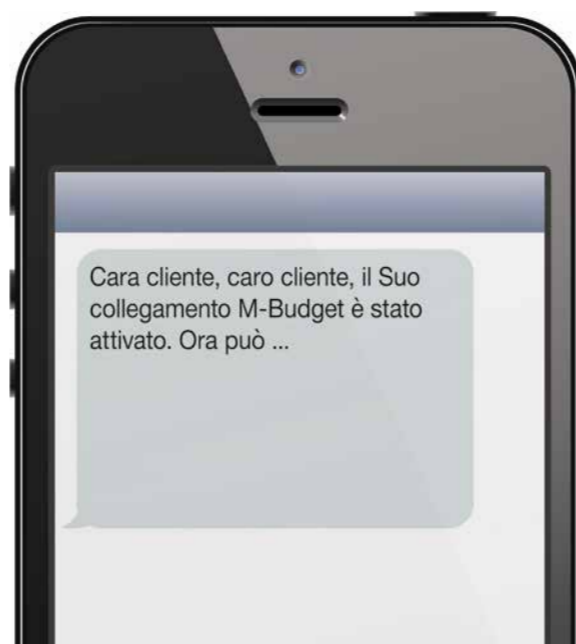 Cara cliente, caro cliente, il Suo
collegamento M-Budget è stato
attivato. Ora può ...